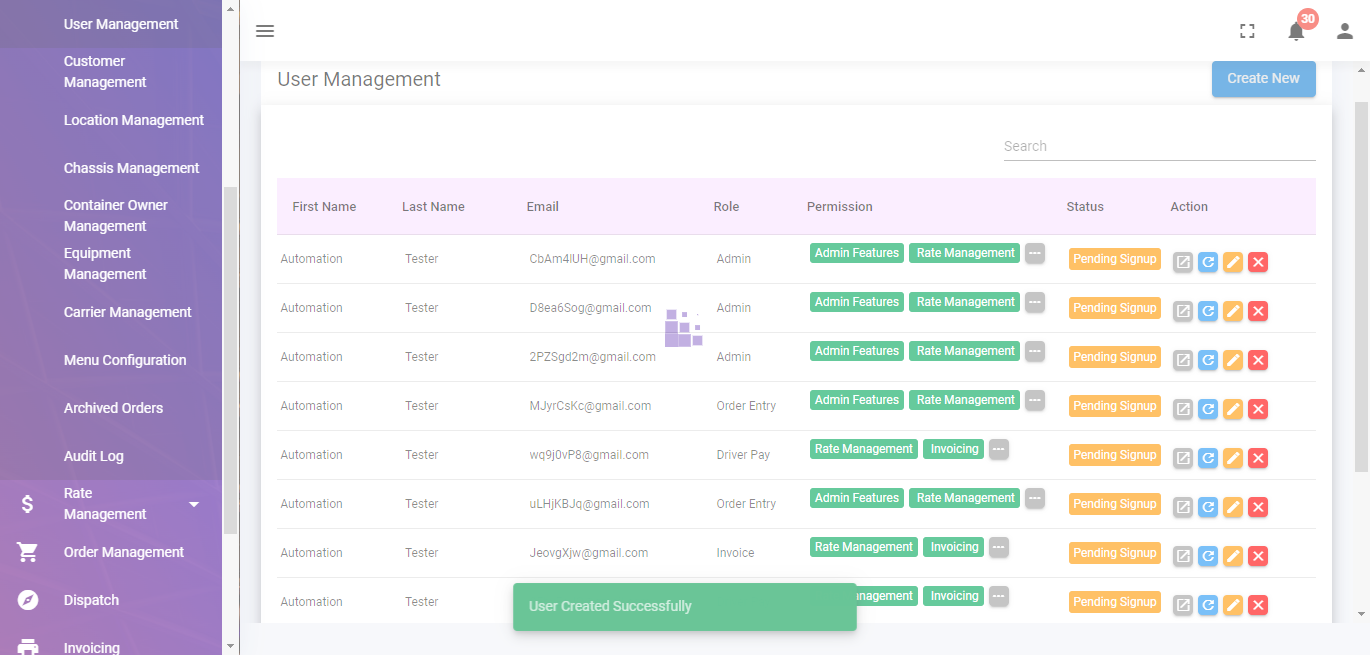 User Management
Customer
Management
Location Management
Chassis Management
Container Owner
Management
Equipment
Management
Carrier Management
Menu Configuration
Archived Orders
Audit Log
Rate
Management
Order Management
Dispatch
Invoicing
30
User Management
Create New
Search
First Name Last Name Email Role Permission Status Action
Automation Tester CbAm4IUH@gmail.com Admin Admin Features Rate Management --- Pending Signup
Automation Tester D8ea6Sog@gmail.com Admin Admin Features Rate Management --- Pending Signup
Automation Tester 2PZSgd2m@gmail.com Admin Admin Features Rate Management --- Pending Signup
Automation Tester MJyrCsKc@gmail.com Order Entry Admin Features Rate Management --- Pending Signup
Automation Tester wq9j0vP8@gmail.com Driver Pay Rate Management Invoicing --- Pending Signup
Automation Tester uLHjKBJq@gmail.com Order Entry Admin Features Rate Management --- Pending Signup
Automation Tester JeovgXjw@gmail.com Invoice Rate Management Invoicing --- Pending Signup
Automation Tester nagement Invoicing --- Pending Signup
User Created Successfully